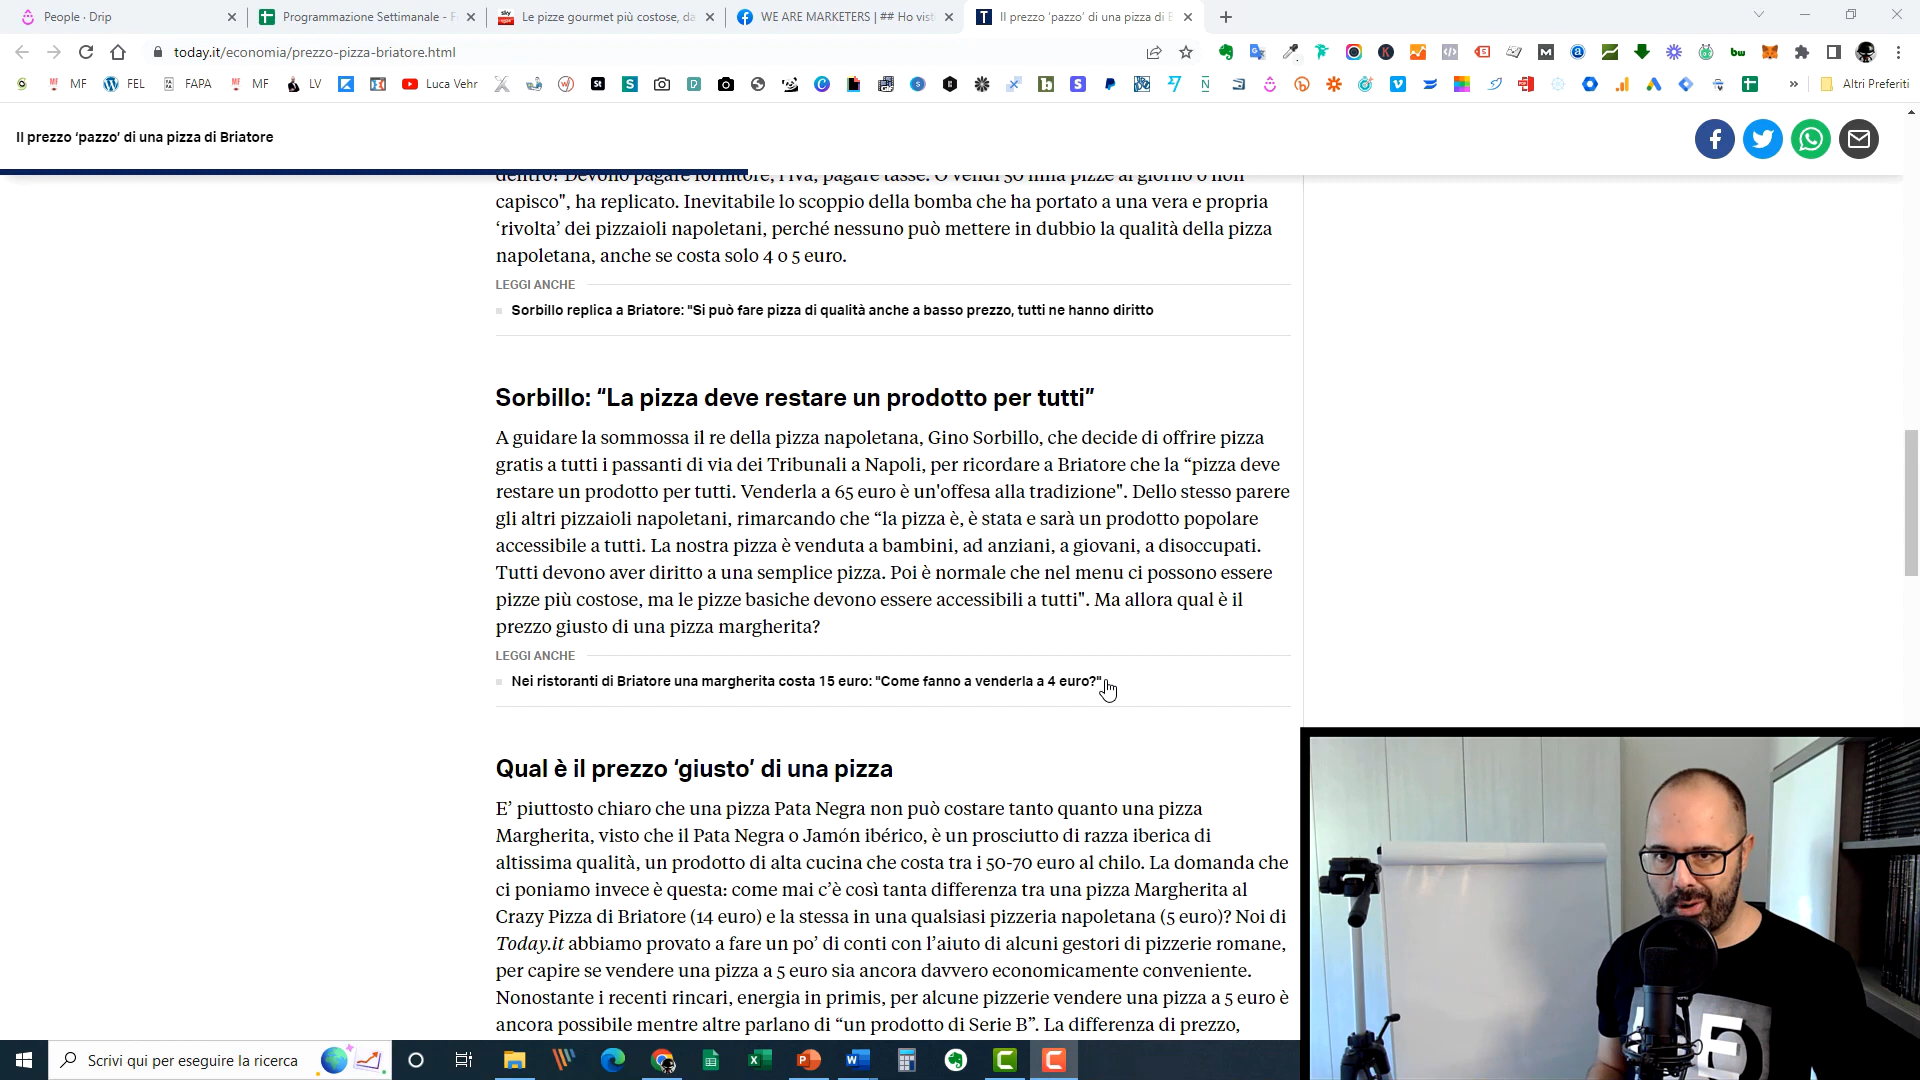 People · Drip
Programmazione Settimanale - F
Le pizze gourmet più costose, da
WE ARE MARKETERS | ## Ho vist
Il prezzo 'pazzo' di una pizza di B
today.it/economia/prezzo-pizza-briatore.html
MF
FEL
FAPA
MF
LV
Luca Vehr
Altri Preferiti
Il prezzo ‘pazzo’ di una pizza di Briatore
dentro! Devono pagare fornitore, l'iva, pagare tasse. O vendi 50 mila pizze al giorno o non
capisco", ha replicato. Inevitabile lo scoppio della bomba che ha portato a una vera e propria
‘rivolta’ dei pizzaioli napoletani, perché nessuno può mettere in dubbio la qualità della pizza
napoletana, anche se costa solo 4 o 5 euro.
LEGGI ANCHE
Sorbillo replica a Briatore: "Si può fare pizza di qualità anche a basso prezzo, tutti ne hanno diritto
Sorbillo: “La pizza deve restare un prodotto per tutti”
A guidare la sommossa il re della pizza napoletana, Gino Sorbillo, che decide di offrire pizza
gratis a tutti i passanti di via dei Tribunali a Napoli, per ricordare a Briatore che la “pizza deve
restare un prodotto per tutti. Venderla a 65 euro è un'offesa alla tradizione". Dello stesso parere
gli altri pizzaioli napoletani, rimarcando che “la pizza è, è stata e sarà un prodotto popolare
accessibile a tutti. La nostra pizza è venduta a bambini, ad anziani, a giovani, a disoccupati.
Tutti devono aver diritto a una semplice pizza. Poi è normale che nel menu ci possono essere
pizze più costose, ma le pizze basiche devono essere accessibili a tutti". Ma allora qual è il
prezzo giusto di una pizza margherita?
LEGGI ANCHE
Nei ristoranti di Briatore una margherita costa 15 euro: "Come fanno a venderla a 4 euro?"
Qual è il prezzo ‘giusto’ di una pizza
E’ piuttosto chiaro che una pizza Pata Negra non può costare tanto quanto una pizza
Margherita, visto che il Pata Negra o Jamón ibérico, è un prosciutto di razza iberica di
altissima qualità, un prodotto di alta cucina che costa tra i 50-70 euro al chilo. La domanda che
ci poniamo invece è questa: come mai c’è così tanta differenza tra una pizza Margherita al
Crazy Pizza di Briatore (14 euro) e la stessa in una qualsiasi pizzeria napoletana (5 euro)? Noi di
Today.it abbiamo provato a fare un po’ di conti con l’aiuto di alcuni gestori di pizzerie romane,
per capire se vendere una pizza a 5 euro sia ancora davvero economicamente conveniente.
Nonostante i recenti rincari, energia in primis, per alcune pizzerie vendere una pizza a 5 euro è
ancora possibile mentre altre parlano di “un prodotto di Serie B”. La differenza di prezzo,
Scrivi qui per eseguire la ricerca